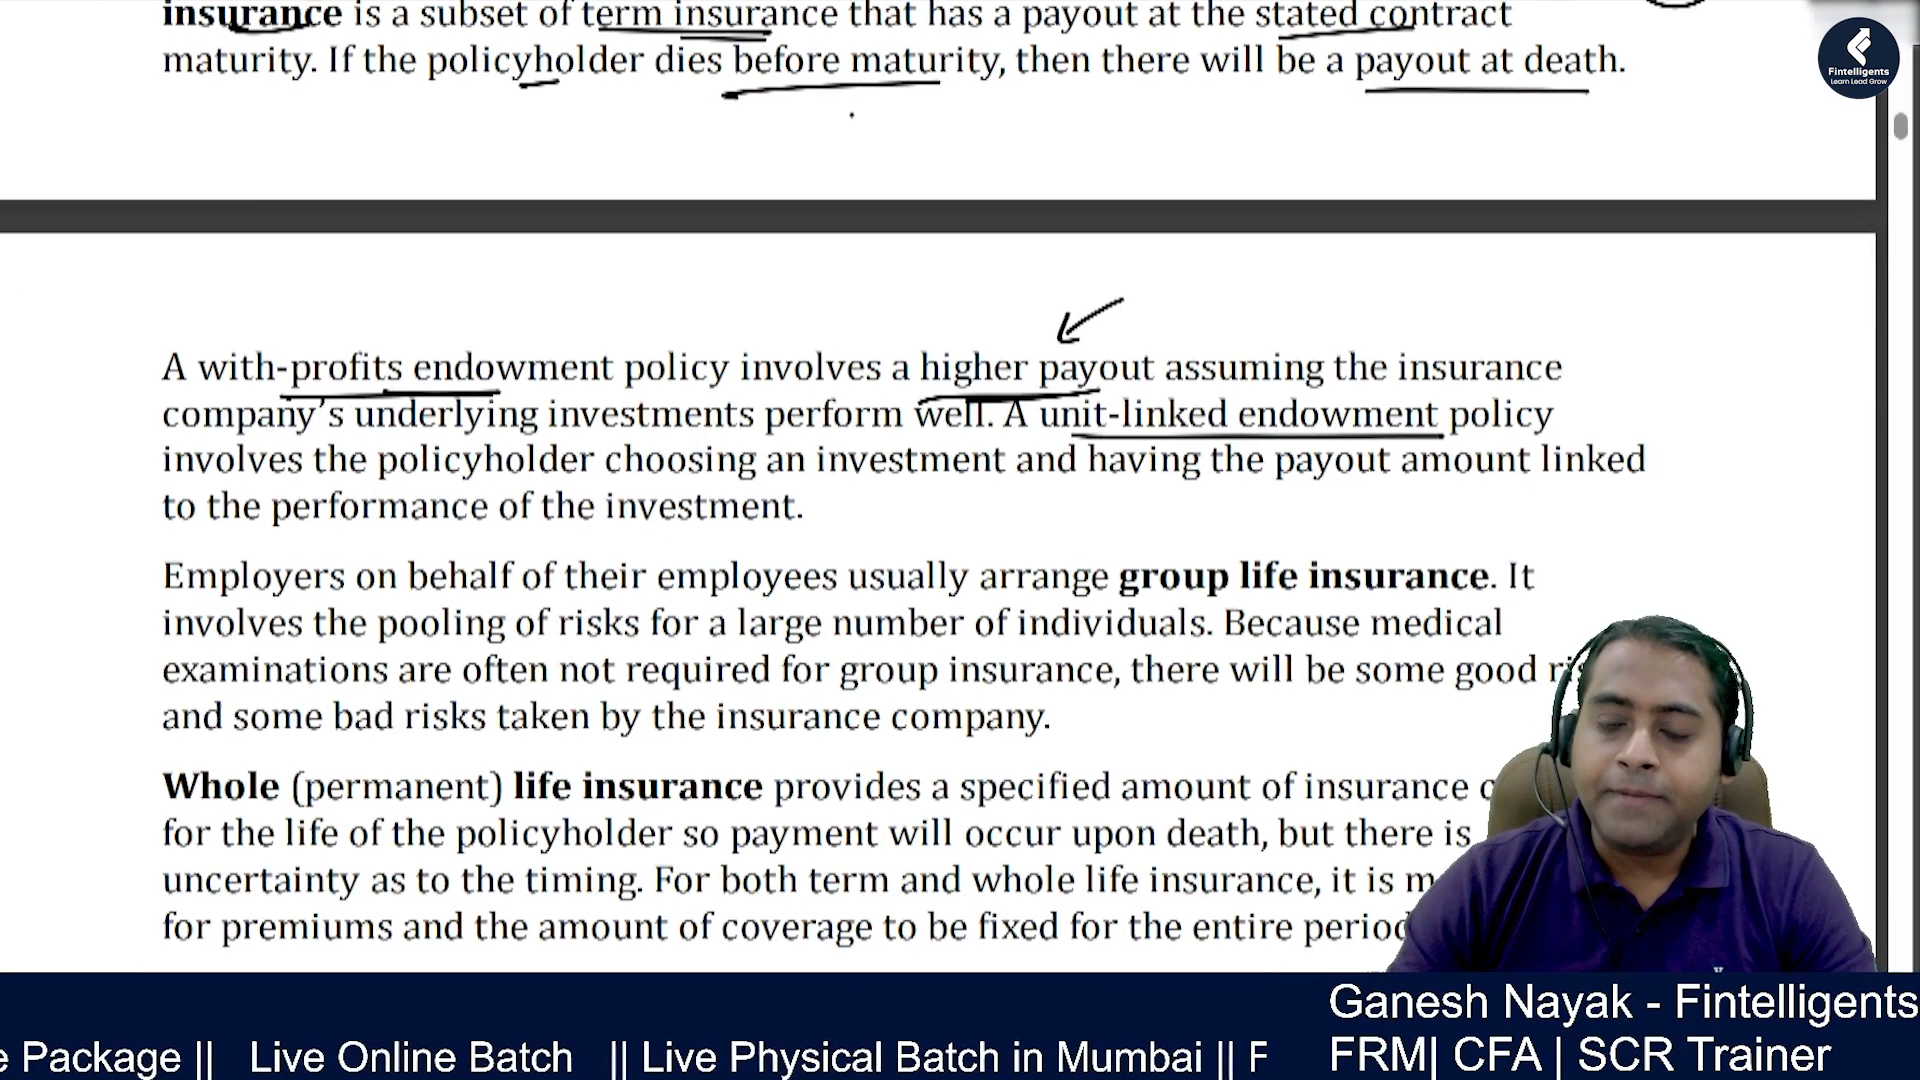 insurance is a subset of term insurance that has a payout at the stated contract
maturity. If the policyholder dies before maturity, then there will be a payout at death.
Fintelligents
Learn Lead Grow
A with-profits endowment policy involves a higher payout assuming the insurance
company’s underlying investments perform well. A unit-linked endowment policy
involves the policyholder choosing an investment and having the payout amount linked
to the performance of the investment.
Employers on behalf of their employees usually arrange group life insurance. It
involves the pooling of risks for a large number of individuals. Because medical
examinations are often not required for group insurance, there will be some good
and some bad risks taken by the insurance company.
Whole (permanent) life insurance provides a specified amount of insurance
for the life of the policyholder so payment will occur upon death, but there is
uncertainty as to the timing. For both term and whole life insurance, it is
for premiums and the amount of coverage to be fixed for the entire
Ganesh Nayak - Fintelligents
FRM| CFA | SCR Trainer
e Package || Live Online Batch || Live Physical Batch in Mumbai || F